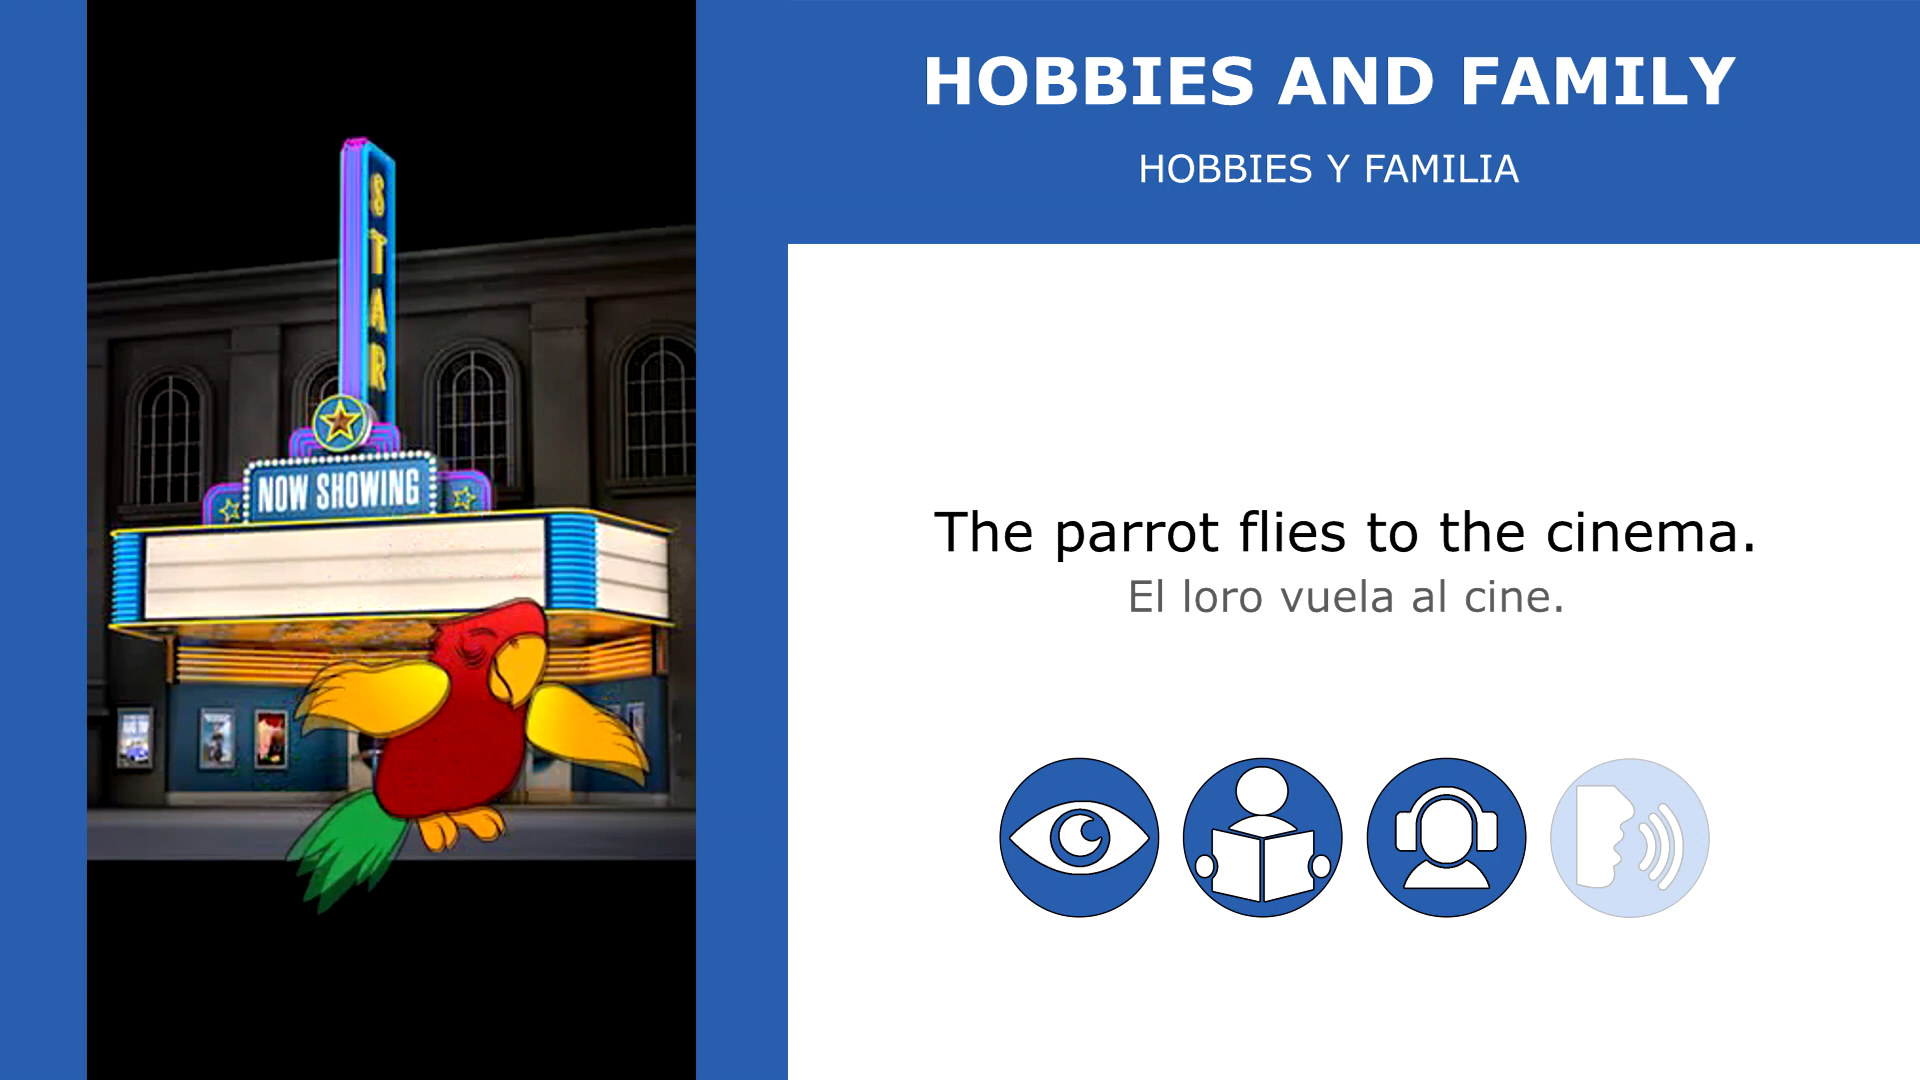 HOBBIES AND FAMILY
HOBBIES Y FAMILIA
STAR
NOW SHOWING
The parrot flies to the cinema.
El loro vuela al cine.